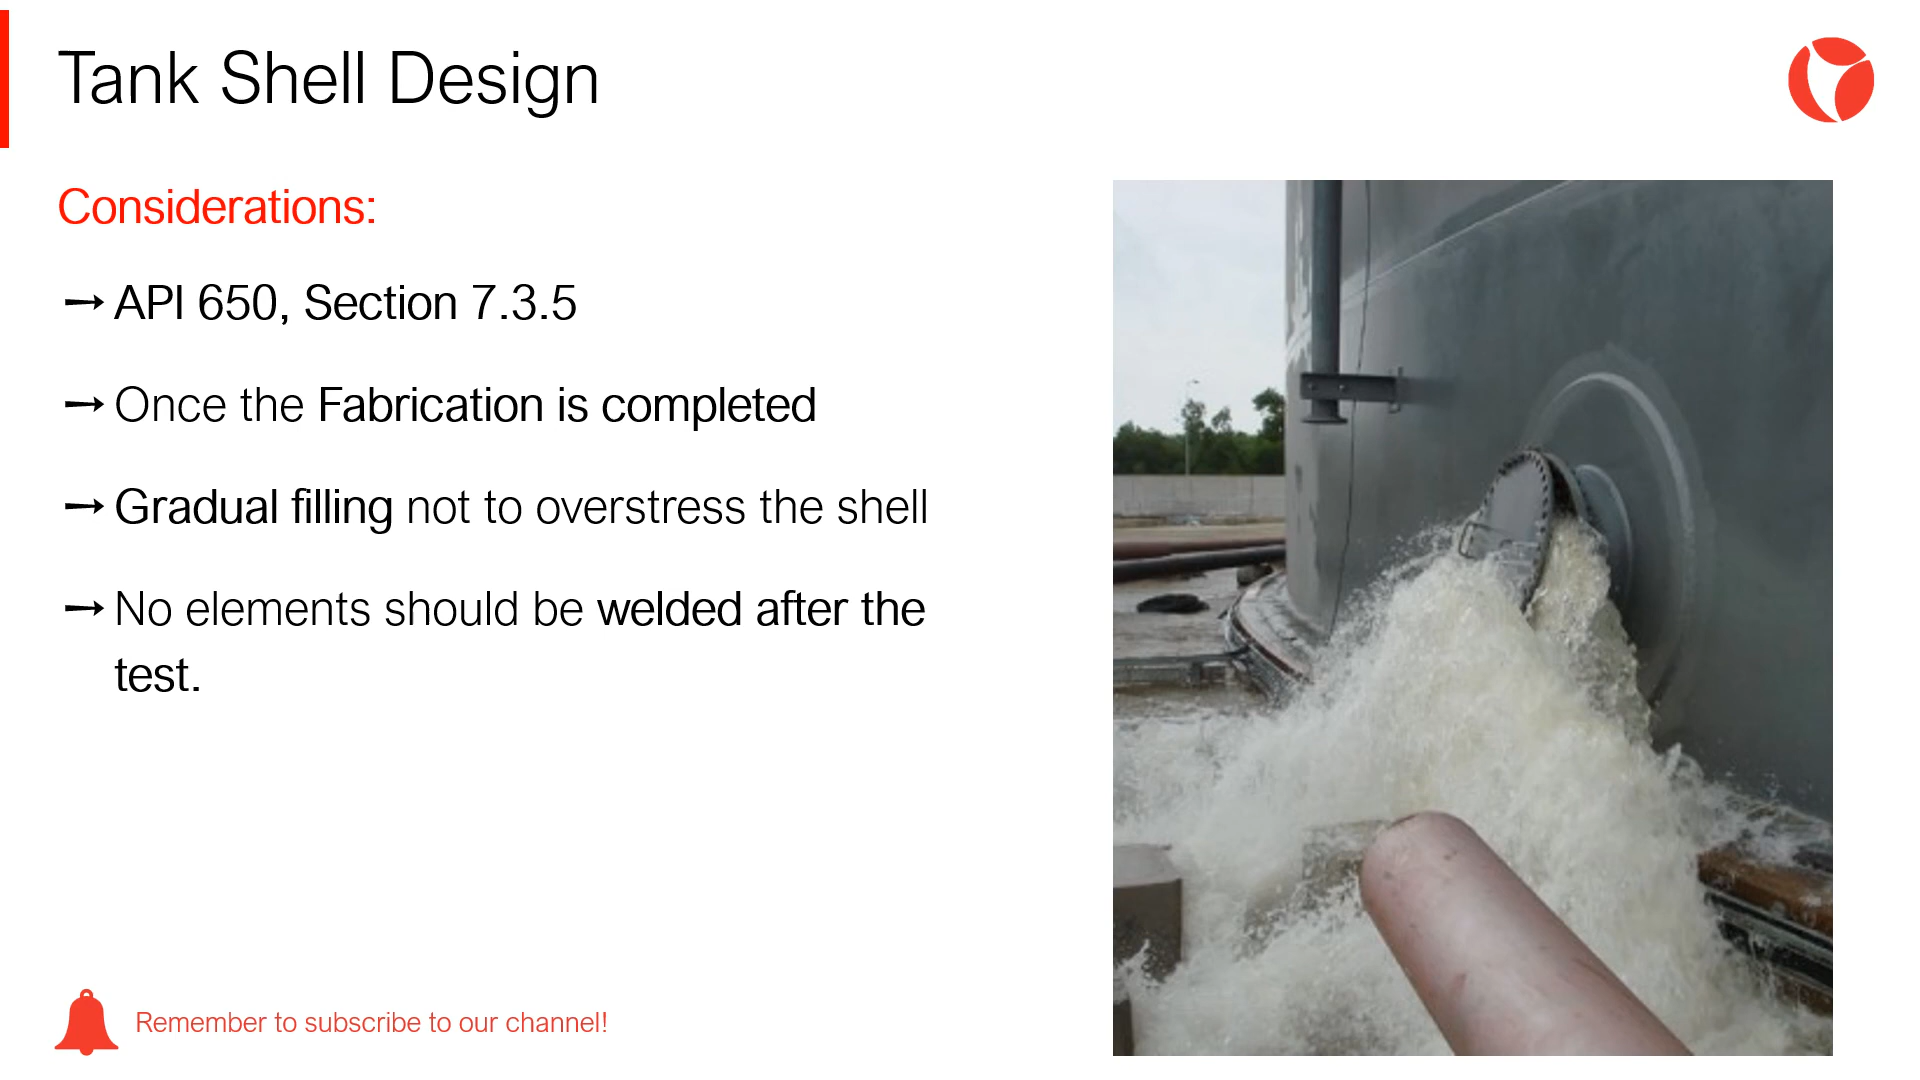 Tank Shell Design
Considerations:
API 650, Section 7.3.5
Once the Fabrication is completed
Gradual filling not to overstress the shell
No elements should be welded after the
test.
Remember to subscribe to our channel!